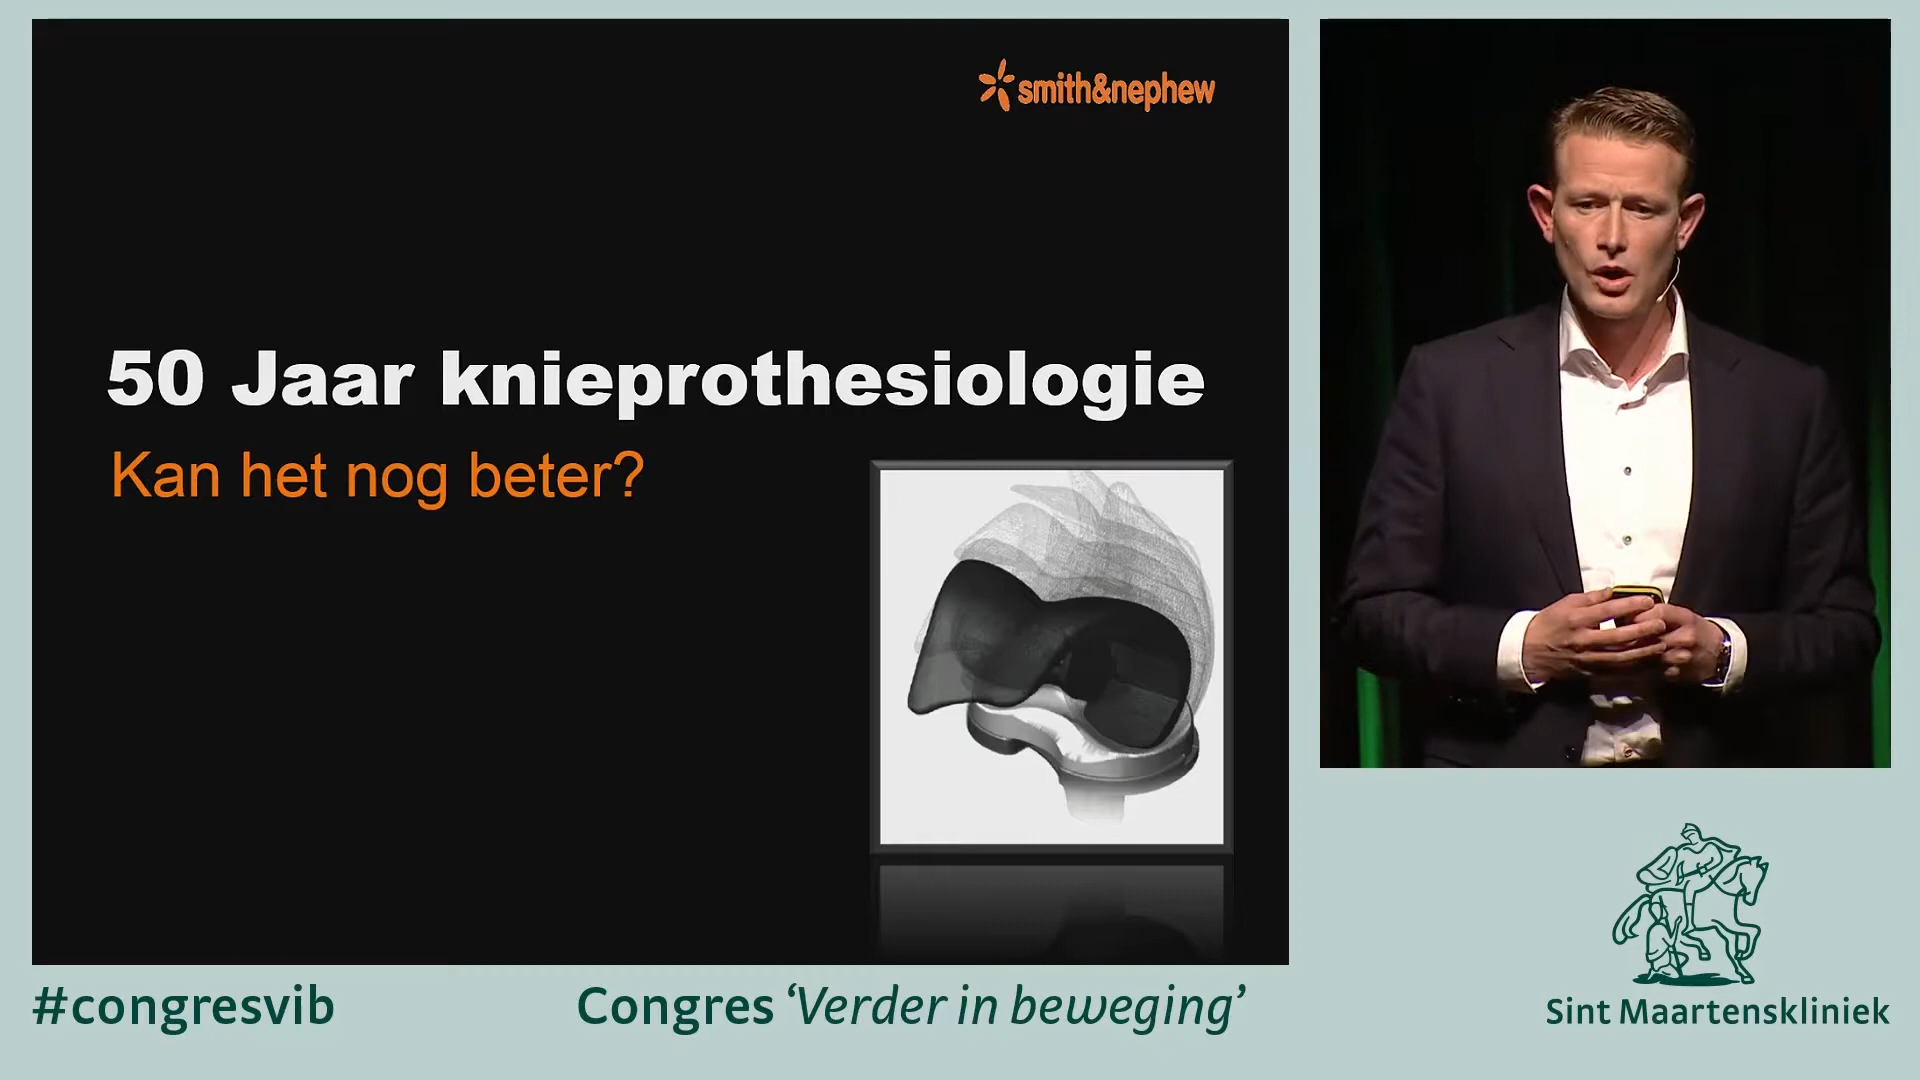 smith&nephew
50 Jaar knieprothesiologie
Kan het nog beter?
#congresvib
Congres ‘Verder in beweging’
Sint Maartenskliniek